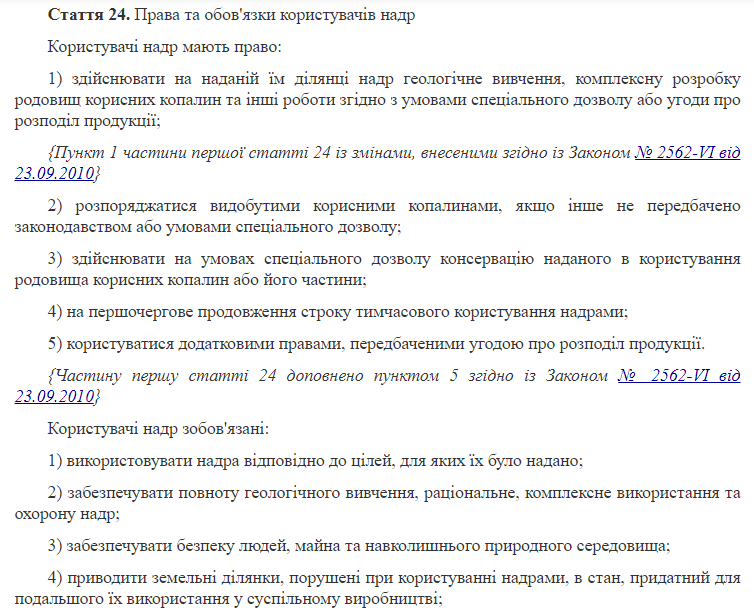 Стаття 24. Права та обов'язки користувачів надр
Користувачі надр мають право:
1) здійснювати на наданій їм ділянці надр геологічне вивчення, комплексну розробку
родовищ корисних копалин та інші роботи згідно з умовами спеціального дозволу або угоди про
розподіл продукції;
{Пункт 1 частини першої статті 24 із змінами, внесеними згідно із Законом № 2562-VI від
23.09.2010}
2) розпоряджатися видобутими корисними копалинами, якщо інше не передбачено
законодавством або умовами спеціального дозволу;
3) здійснювати на умовах спеціального дозволу консервацію наданого в користування
родовища корисних копалин або його частини;
4) на першочергове продовження строку тимчасового користування надрами;
5) користуватися додатковими правами, передбаченими угодою про розподіл продукції.
{Частину першу статті 24 доповнено пунктом 5 згідно із Законом № 2562-VI від
23.09.2010}
Користувачі надр зобов'язані:
1) використовувати надра відповідно до цілей, для яких їх було надано;
2) забезпечувати повноту геологічного вивчення, раціональне, комплексне використання та
охорону надр;
3) забезпечувати безпеку людей, майна та навколишнього природного середовища;
4) приводити земельні ділянки, порушені при користуванні надрами, в стан, придатний для
подальшого їх використання у суспільному виробництві;